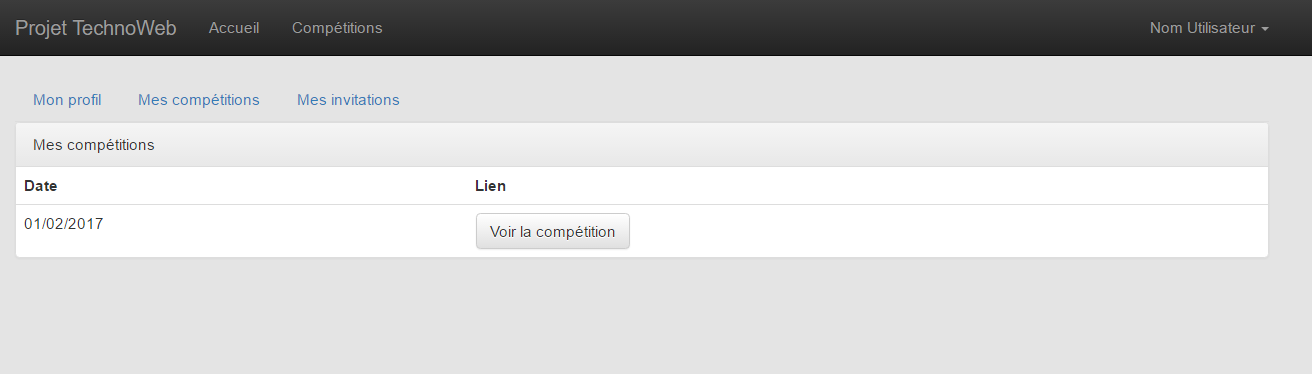 Projet TechnoWeb Accueil Compétitions Nom Utilisateur
Mon profil Mes compétitions Mes invitations
Mes compétitions
Date Lien
01/02/2017 Voir la compétition